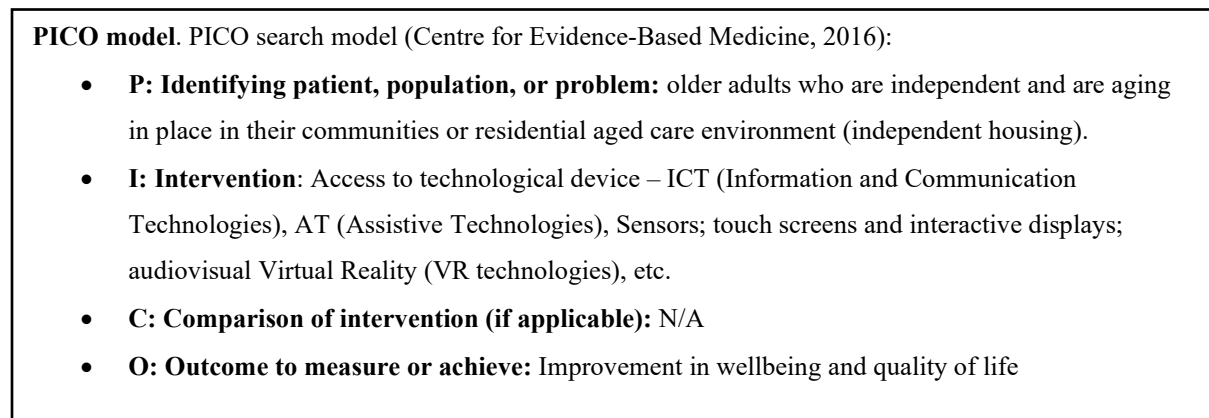 PICO model. PICO search model (Centre for Evidence-Based Medicine, 2016):
• P: Identifying patient, population, or problem: older adults who are independent and are aging
in place in their communities or residential aged care environment (independent housing).
• I: Intervention: Access to technological device – ICT (Information and Communication
Technologies), AT (Assistive Technologies), Sensors; touch screens and interactive displays;
audiovisual Virtual Reality (VR technologies), etc.
• C: Comparison of intervention (if applicable): N/A
• O: Outcome to measure or achieve: Improvement in wellbeing and quality of life